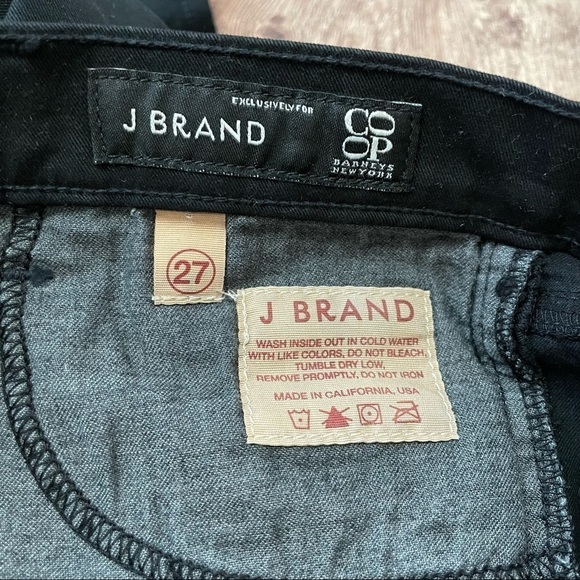 EXCLUSIVELY FOR
J BRAND
CO
OP
BARNEYS
NEW YORK
27
J BRAND
WASH INSIDE OUT IN COLD WATER
WITH LIKE COLORS, DO NOT BLEACH,
TUMBLE DRY LOW,
REMOVE PROMPTLY, DO NOT IRON
MADE IN CALIFORNIA, USA